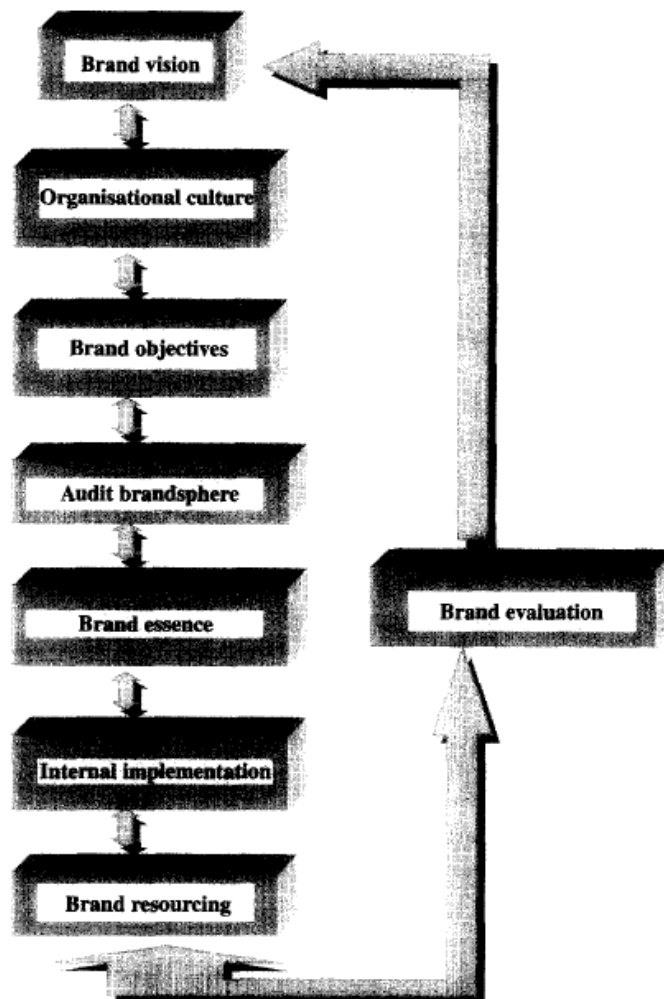 Brand vision
Organisational culture
Brand objectives
Audit brandsphere
Brand essence
Brand evaluation
Internal implementation
Brand resourcing